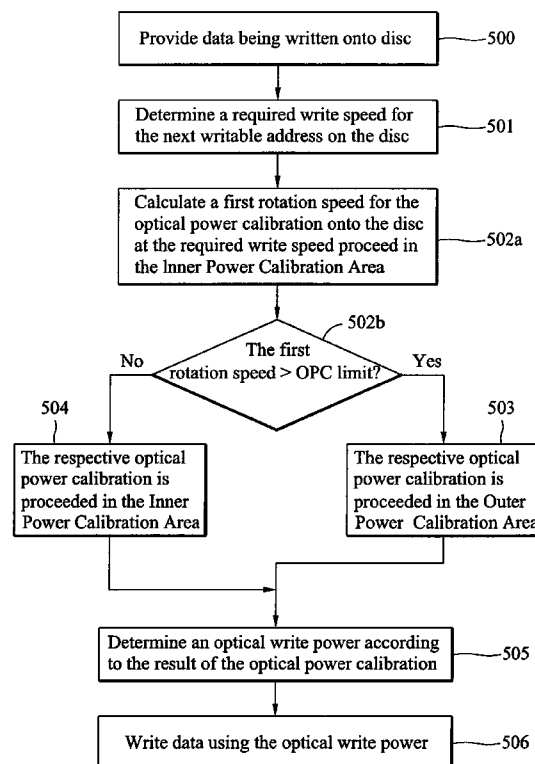 Provide data being written onto disc
500
Determine a required write speed for
the next writable address on the disc
501
Calculate a first rotation speed for the
optical power calibration onto the disc
at the required write speed proceed in
the Inner Power Calibration Area
502a
502b
The first
rotation speed > OPC limit?
No
Yes
504
503
The respective optical
power calibration is
proceeded in the Inner
Power Calibration Area
The respective optical
power calibration is
proceeded in the Outer
Power Calibration Area
Determine an optical write power according
to the result of the optical power calibration
505
Write data using the optical write power
506